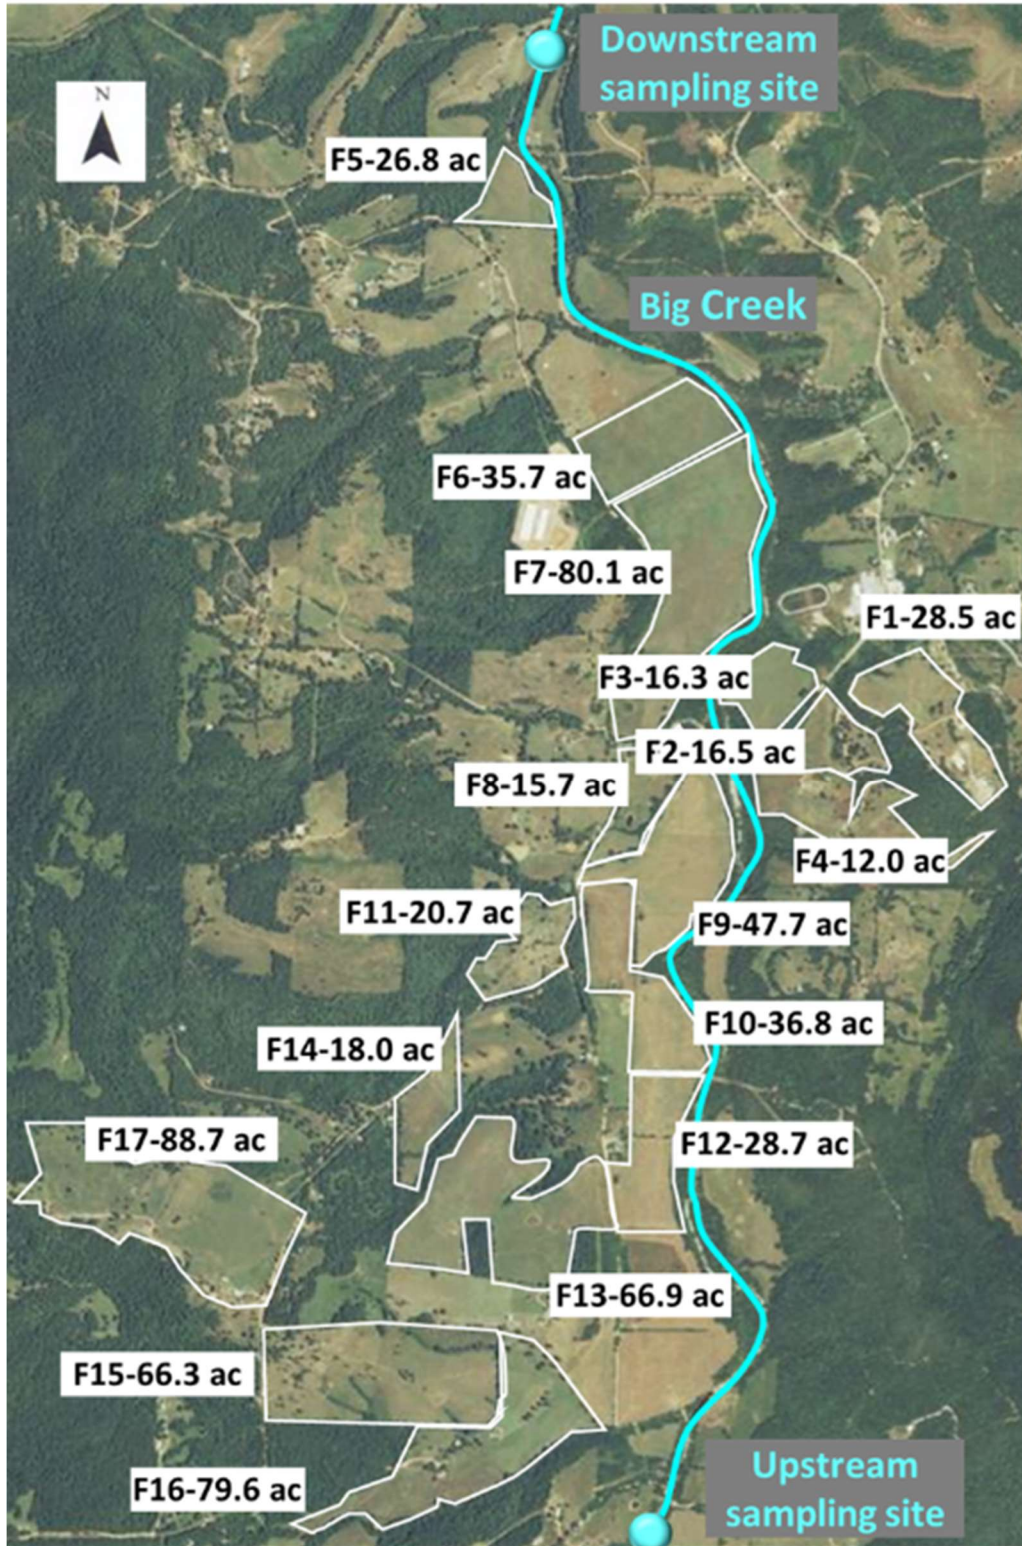 Downstream
sampling site
N
F5-26.8 ac
Big Creek
F6-35.7 ac
F7-80.1 ac
F1-28.5 ac
F3-16.3 ac
F2-16.5 ac
F8-15.7 ac
F4-12.0 ac
F11-20.7 ac
F9-47.7 ac
F10-36.8 ac
F14-18.0 ac
F17-88.7 ac
F12-28.7 ac
F13-66.9 ac
F15-66.3 ac
F16-79.6 ac
Upstream
sampling site